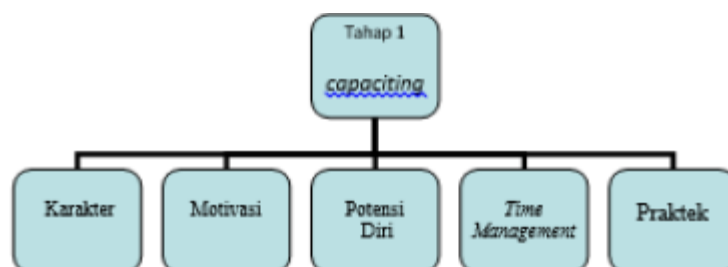 Tahap 1
capaciting
Karakter
Motivasi
Potensi
Diri
Time
Management
Praktek